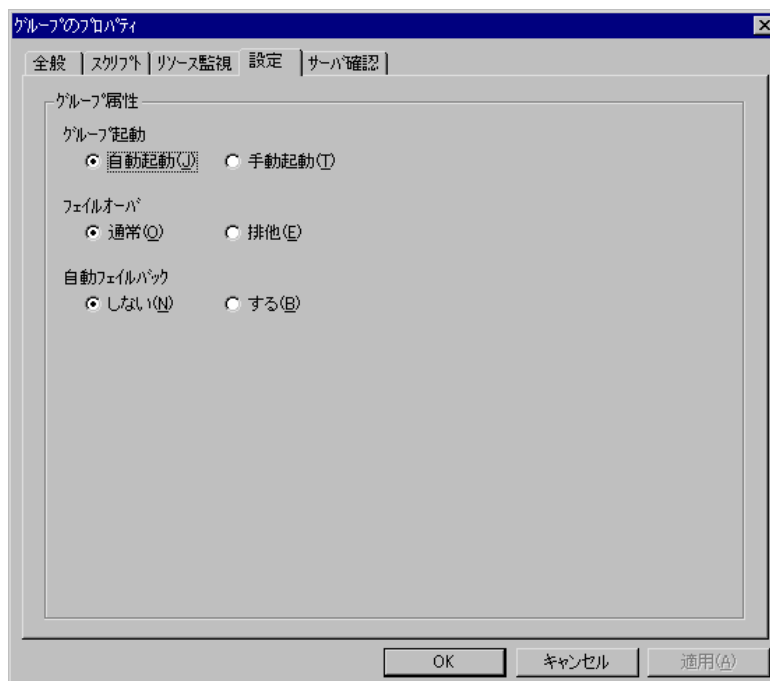 ｸﾞﾙｰﾌﾟのﾌﾟﾛﾊﾟﾃｨ
全般 ｽｸﾘﾌﾟﾄ ﾘｿｰｽ監視 設定 ｻｰﾊﾞ確認
ｸﾞﾙｰﾌﾟ属性
ｸﾞﾙｰﾌﾟ起動
自動起動(J) 手動起動(T)
ﾌｪｲﾙｵｰﾊﾞ
通常(O) 排他(E)
自動ﾌｪｲﾙﾊﾞｯｸ
しない(N) する(B)
OK ｷｬﾝｾﾙ 適用(A)